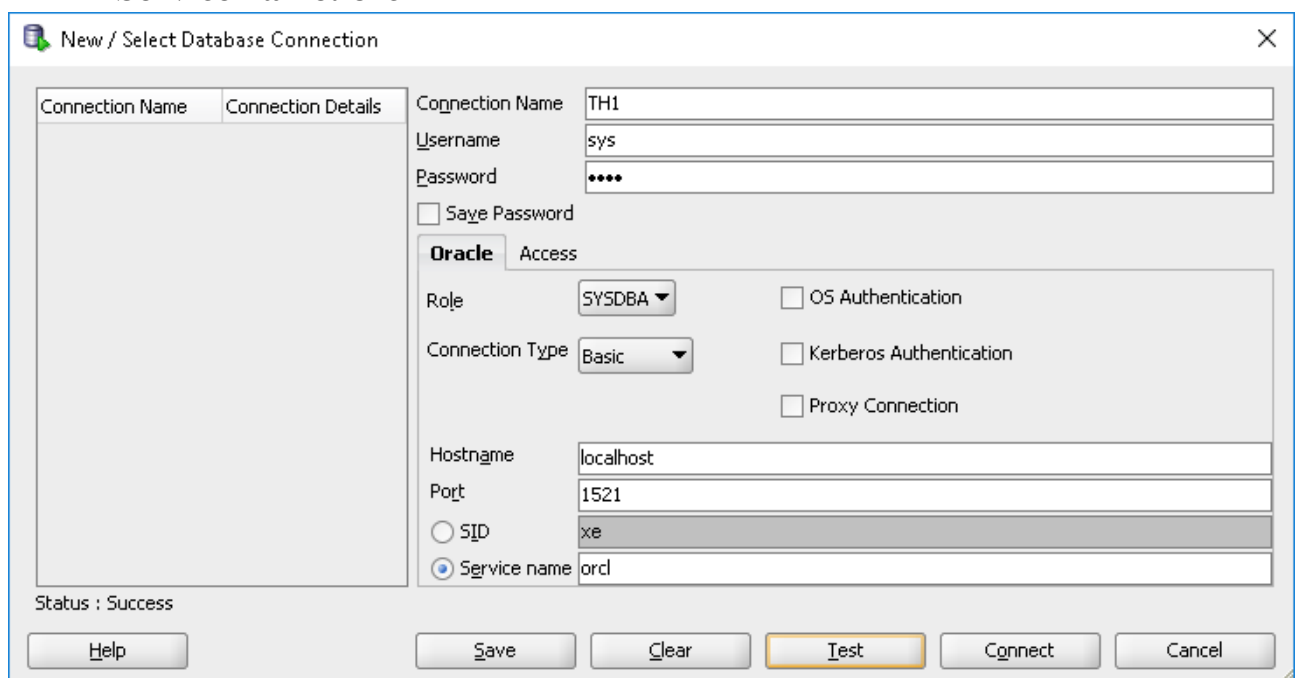 New / Select Database Connection
Connection Name Connection Details
Connection Name TH1
Username sys
Password ••••
Save Password
Oracle Access
Role SYSDBA OS Authentication
Connection Type Basic Kerberos Authentication
Proxy Connection
Hostname localhost
Port 1521
SID xe
Service name orcl
Status : Success
Help Save Clear Test Connect Cancel